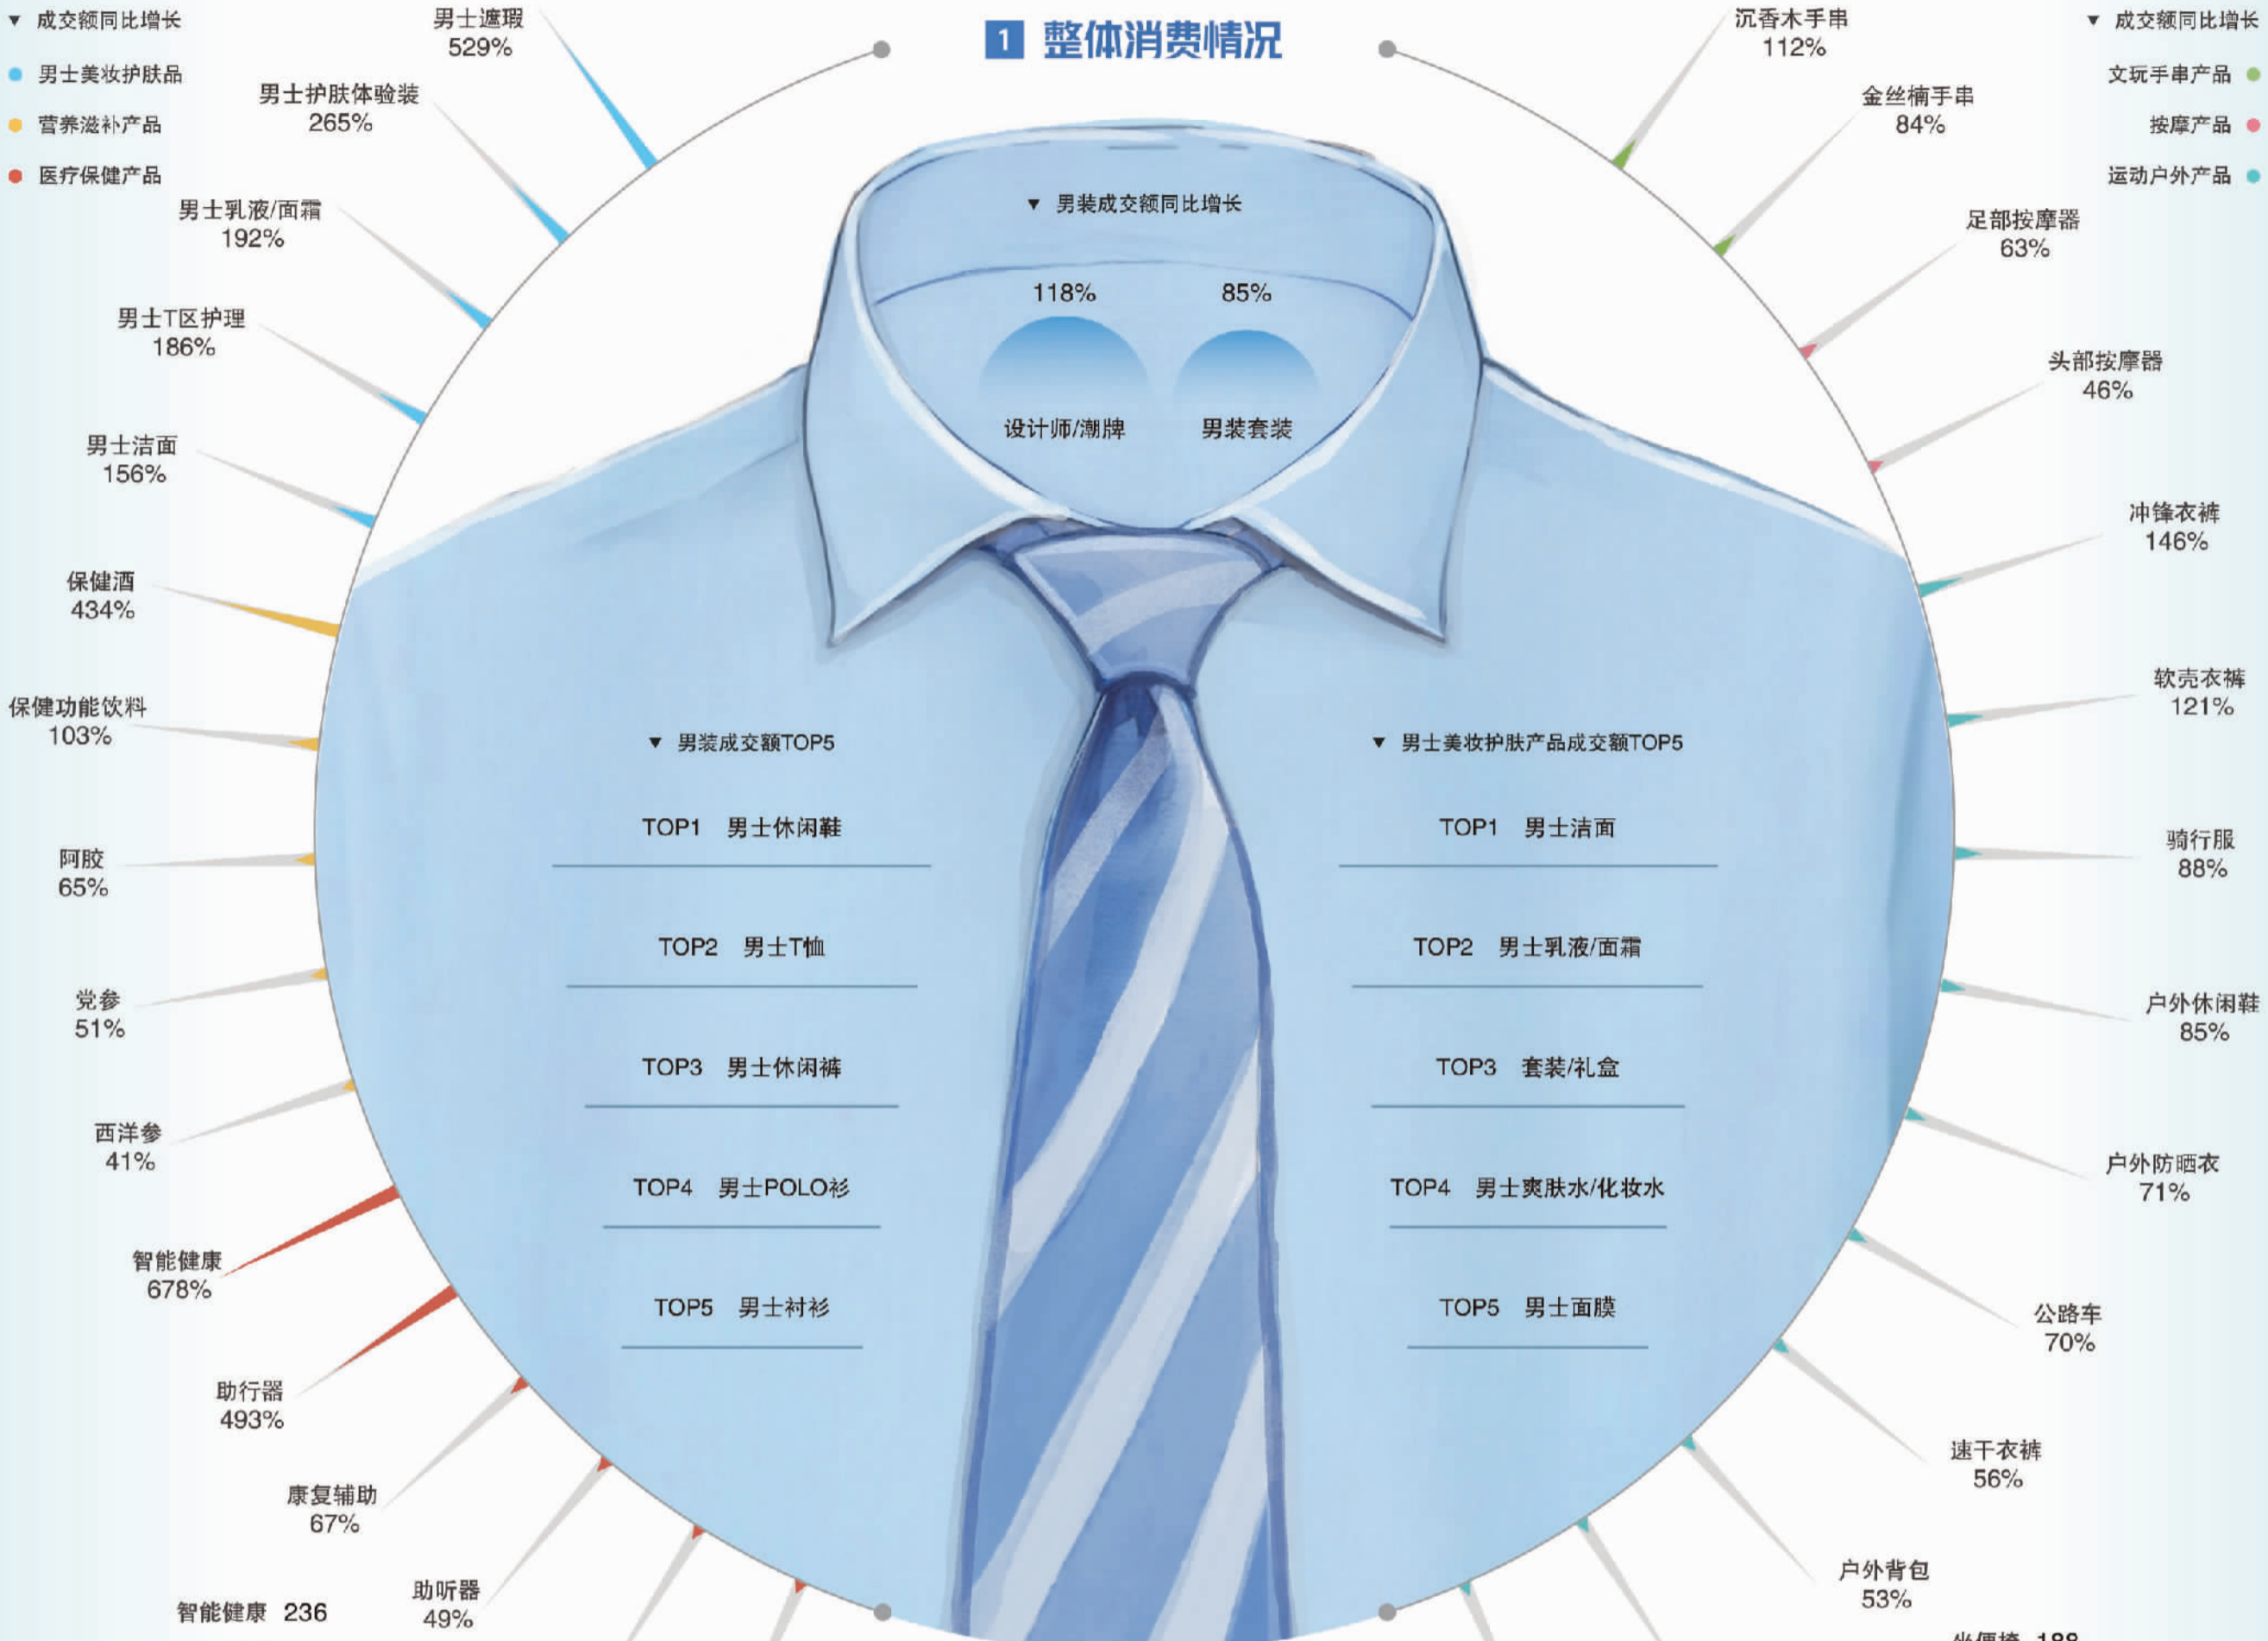 1 整体消费情况
▼ 成交额同比增长
男士美妆护肤品
营养滋补产品
医疗保健产品
男士遮瑕
529%
男士护肤体验装
265%
男士乳液/面霜
192%
男士T区护理
186%
男士洁面
156%
保健酒
434%
保健功能饮料
103%
阿胶
65%
党参
51%
西洋参
41%
智能健康
678%
助行器
493%
康复辅助
67%
助听器
49%
智能健康 236
▼ 男装成交额同比增长
118%
85%
设计师/潮牌
男装套装
▼ 男装成交额TOP5
TOP1 男士休闲鞋
TOP2 男士T恤
TOP3 男士休闲裤
TOP4 男士POLO衫
TOP5 男士衬衫
▼ 男士美妆护肤产品成交额TOP5
TOP1 男士洁面
TOP2 男士乳液/面霜
TOP3 套装/礼盒
TOP4 男士爽肤水/化妆水
TOP5 男士面膜
▼ 成交额同比增长
文玩手串产品
按摩产品
运动户外产品
沉香木手串
112%
金丝楠手串
84%
足部按摩器
63%
头部按摩器
46%
冲锋衣裤
146%
软壳衣裤
121%
骑行服
88%
户外休闲鞋
85%
户外防晒衣
71%
公路车
70%
速干衣裤
56%
户外背包
53%